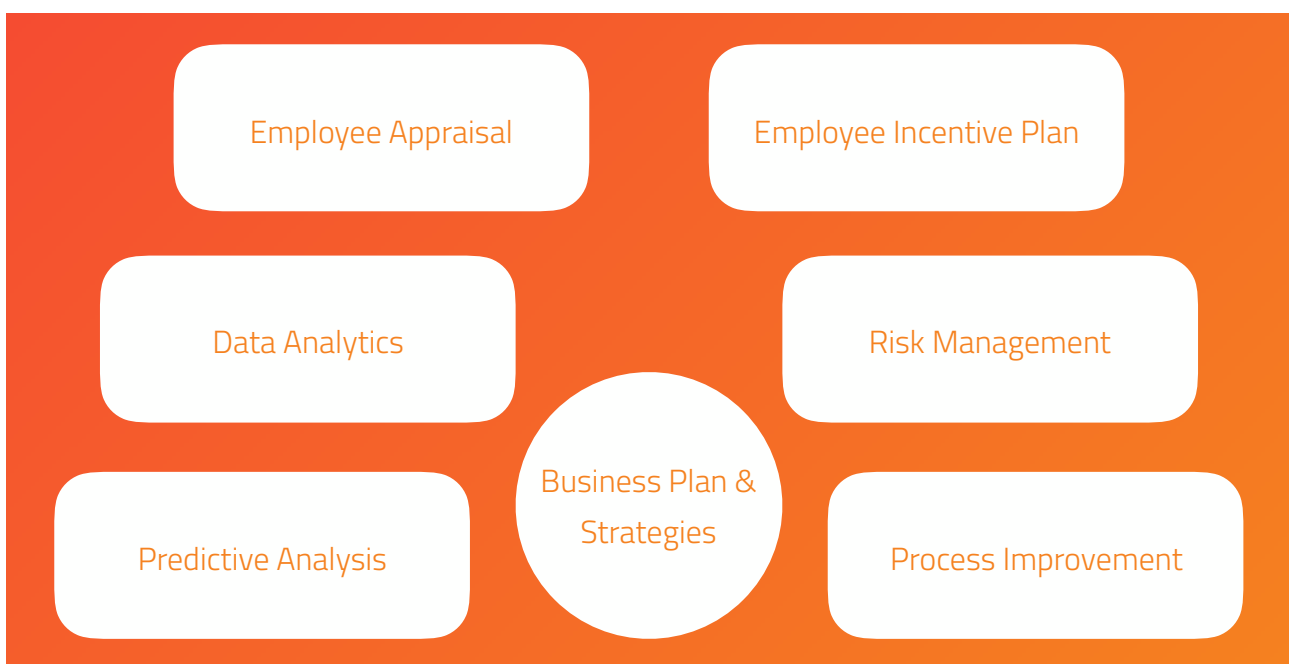 Employee Appraisal
Employee Incentive Plan
Data Analytics
Risk Management
Business Plan &
Strategies
Predictive Analysis
Process Improvement